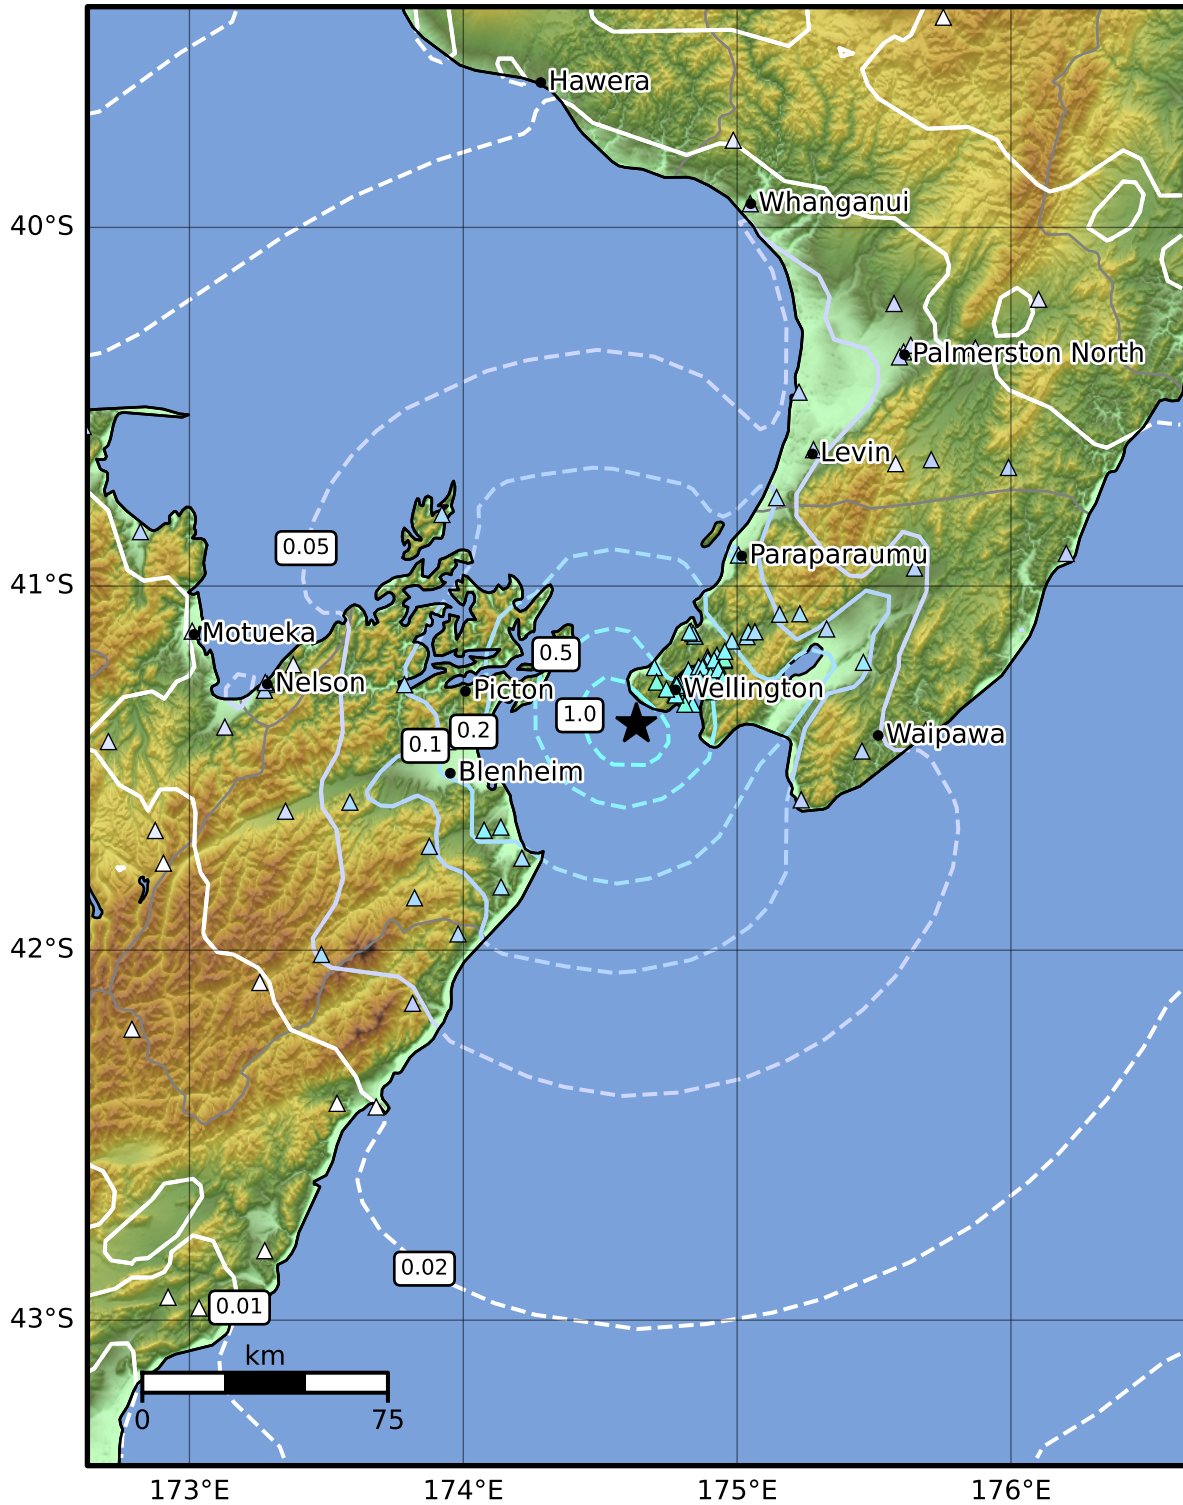 Hawera
Whanganui
40°S
Palmerston North
Levin
0.05
Paraparaumu
41°S
Motueka
0.5
Nelson
Picton
Wellington
1.0
0.2
0.1
Waipawa
Blenheim
42°S
0.02
0.01
43°S
km
0
75
173°E
174°E
175°E
176°E